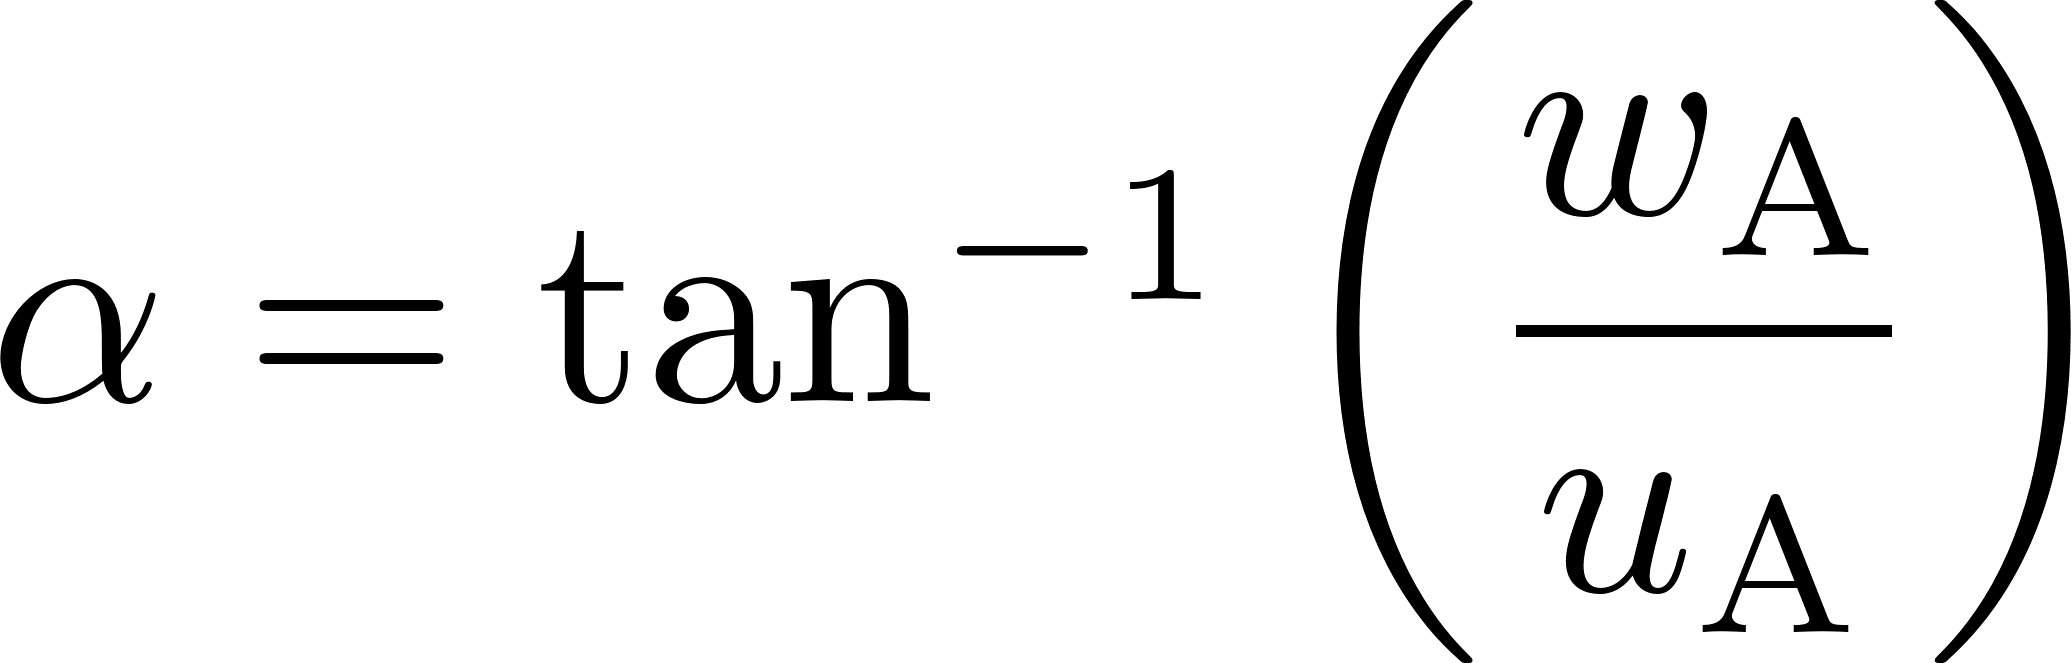 α = tan⁻¹ (w_A / u_A)